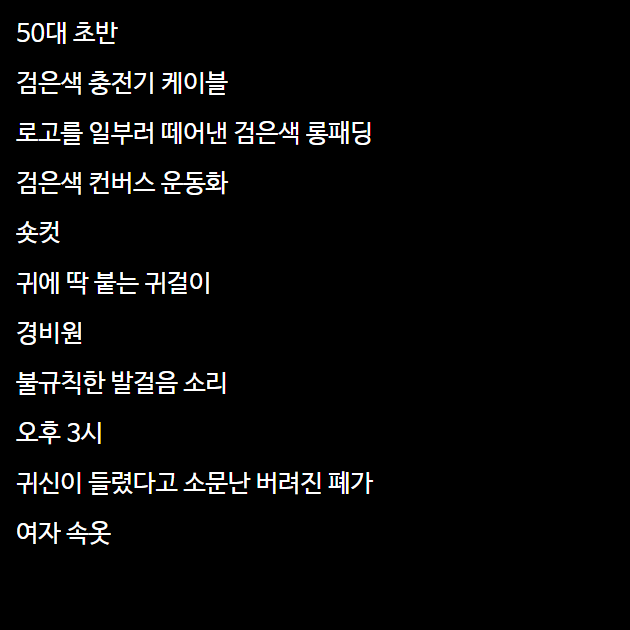 50대 초반
검은색 충전기 케이블
로고를 일부러 떼어낸 검은색 롱패딩
검은색 컨버스 운동화
숏컷
귀에 딱 붙는 귀걸이
경비원
불규칙한 발걸음 소리
오후 3시
귀신이 들렸다고 소문난 버려진 폐가
여자 속옷